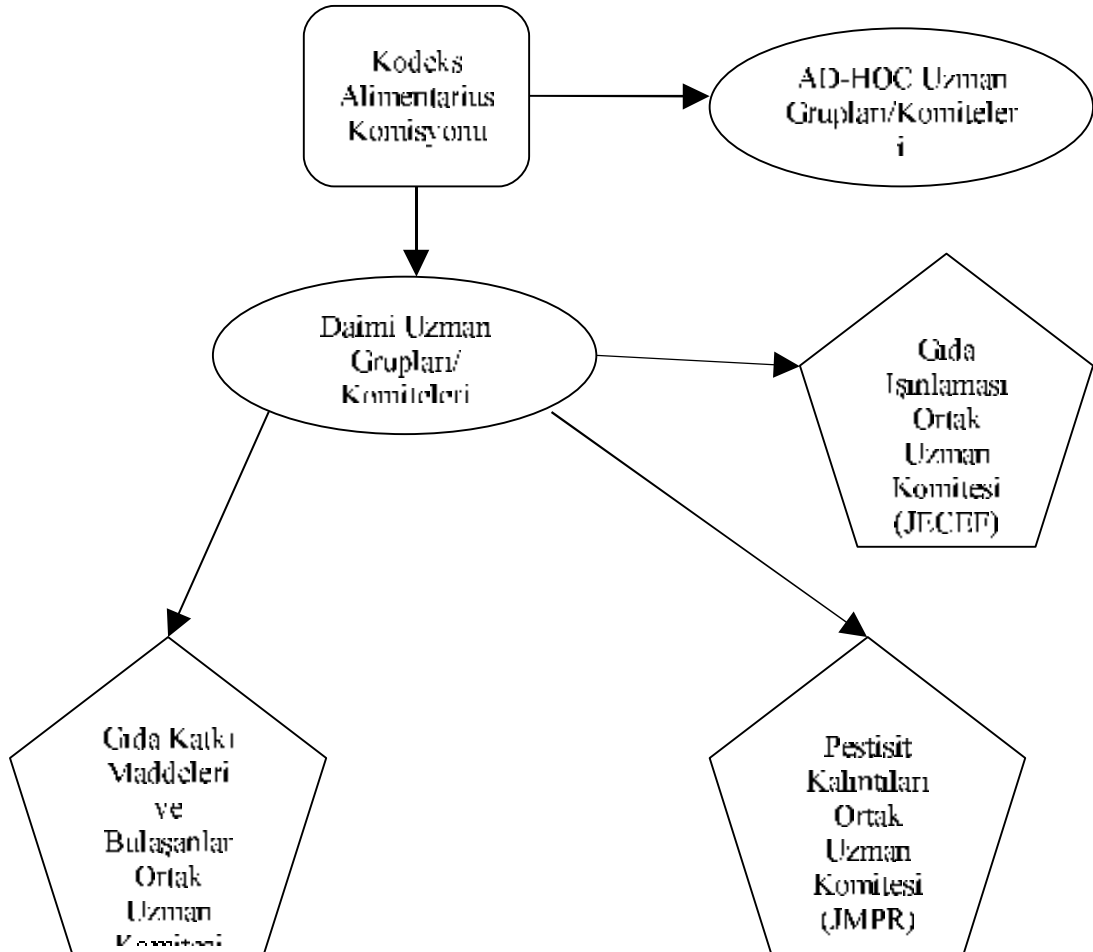 Kodeks
Alimentarius
Komisyonu
AD-HOC Uzman
Grupları/Komiteler
i
Daimi Uzman
Grupları/
Komiteleri
Gıda
Işınlaması
Ortak
Uzman
Komitesi
(JECEF)
Gıda Katkı
Maddeleri
ve
Bulaşanlar
Ortak
Uzman
Komitesi
Pestisit
Kalıntıları
Ortak
Uzman
Komitesi
(JMPR)